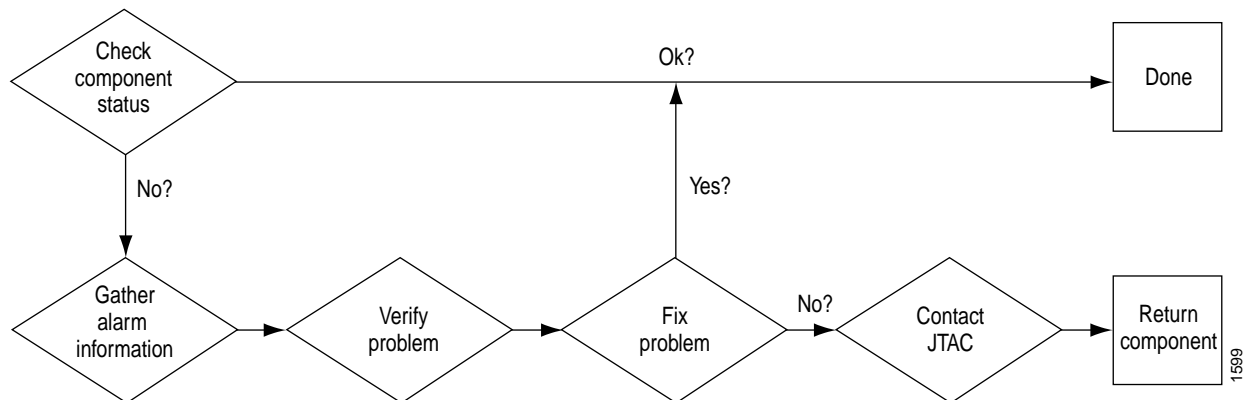 Check
component
status
Ok?
Done
No?
Yes?
Gather
alarm
information
Verify
problem
Fix
problem
No?
Contact
JTAC
Return
component
1599